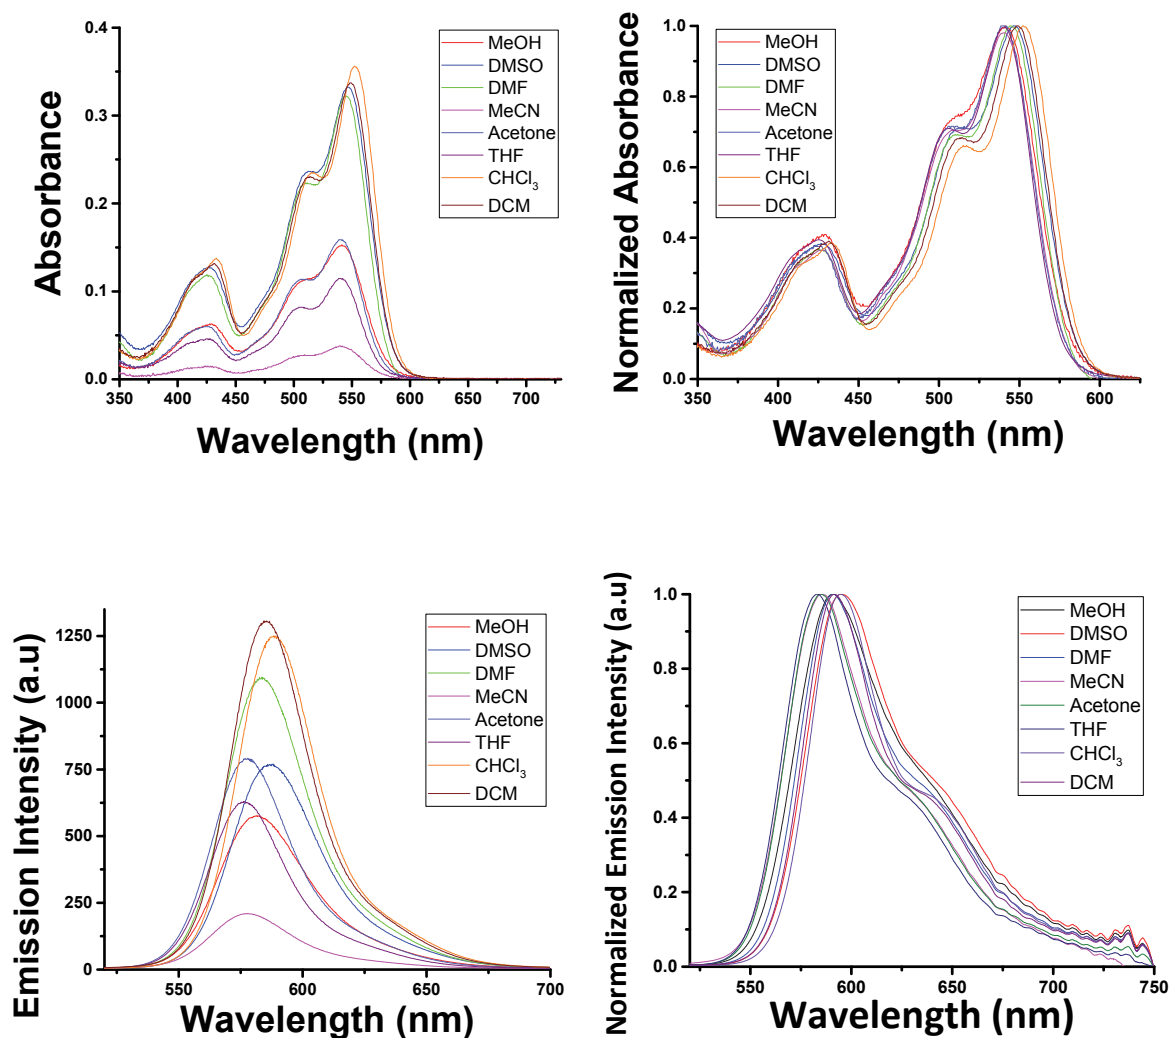 Absorbance
0.4
0.3
0.2
0.1
0.0
350 400 450 500 550 600 650 700
Wavelength (nm)
MeOH
DMSO
DMF
MeCN
Acetone
THF
CHCl3
DCM
Normalized Absorbance
1.0
0.8
0.6
0.4
0.2
0.0
350 400 450 500 550 600
Wavelength (nm)
MeOH
DMSO
DMF
MeCN
Acetone
THF
CHCl3
DCM
Emission Intensity (a.u)
1250
1000
750
500
250
0
550 600 650 700
Wavelength (nm)
MeOH
DMSO
DMF
MeCN
Acetone
THF
CHCl3
DCM
Normalized Emission Intensity (a.u)
1.0
0.8
0.6
0.4
0.2
0.0
550 600 650 700 750
Wavelength (nm)
MeOH
DMSO
DMF
MeCN
Acetone
THF
CHCl3
DCM